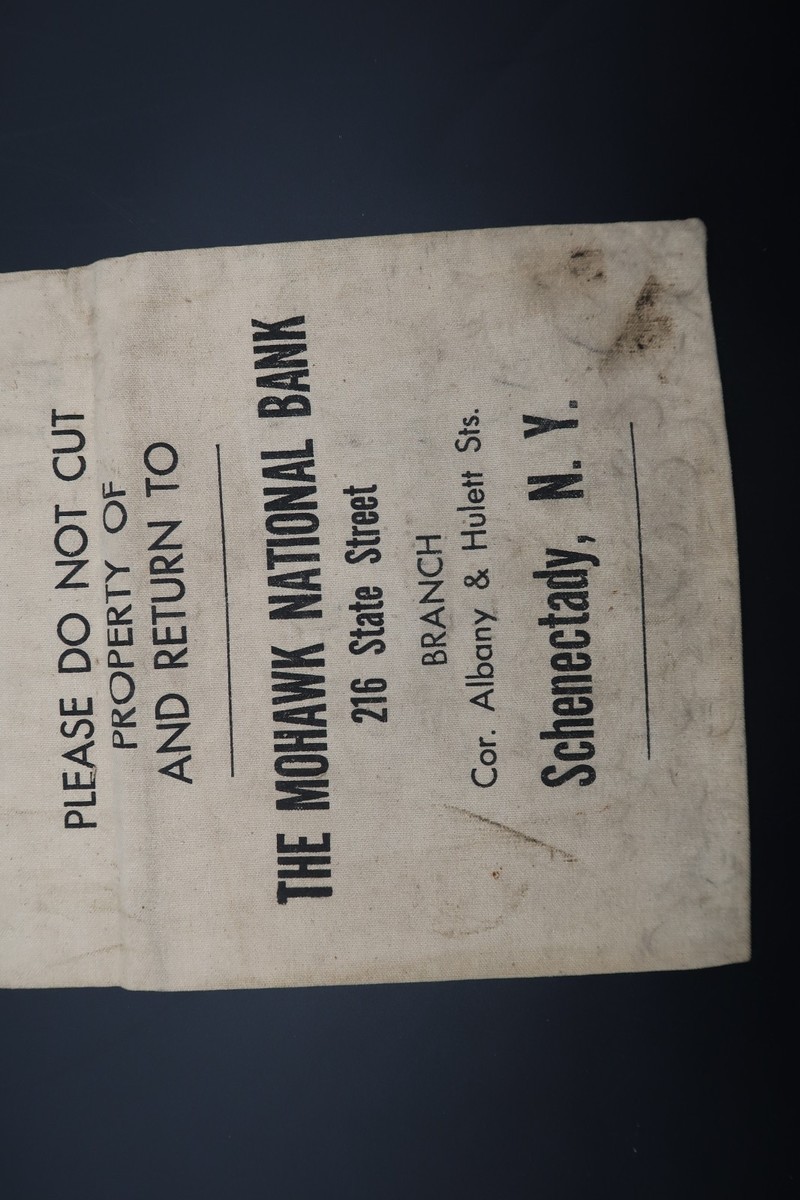 PLEASE DO NOT CUT
PROPERTY OF
AND RETURN TO
THE MOHAWK NATIONAL BANK
216 State Street
BRANCH
Cor. Albany & Hulett Sts.
Schenectady, N. Y.